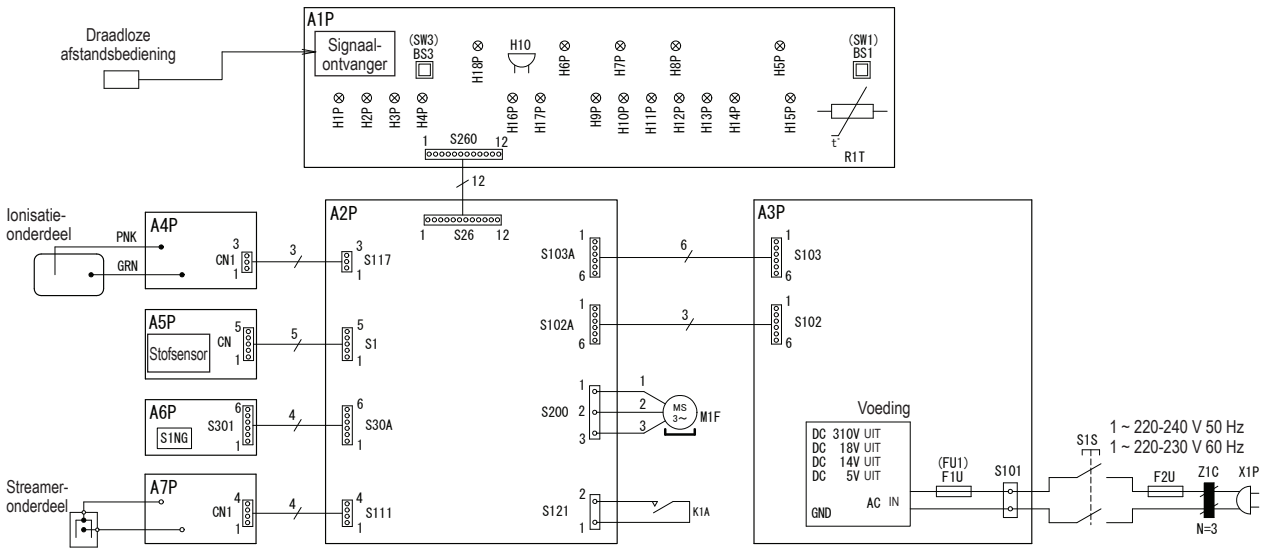 Draadloze
afstandsbediening
A1P
Signaal-
ontvanger
(SW3)
BS3
H18P
H10
H6P
H7P
H8P
H5P
(SW1)
BS1
H1P
H2P
H3P
H4P
H16P
H17P
H9P
H10P
H11P
H12P
H13P
H14P
H15P
t°
R1T
1 S260 12
12
Ionisatie-
onderdeel
PNK
GRN
A4P
3
CN1
1
3
A2P
1 S26 12
3
S117
1
1
S103A
6
6
A3P
1
S103
6
A5P
Stofsensor
5
CN
1
5
5
S1
1
1
S102A
6
3
1
S102
6
A6P
S1NG
6
S301
1
4
6
S30A
1
1
S200 2
3
1
2
3
MS
3~
M1F
Streamer-
onderdeel
A7P
4
CN1
1
4
4
S111
1
2
S121
1
K1A
Voeding
DC 310V UIT
DC 18V UIT
DC 14V UIT
DC 5V UIT
AC IN
GND
(FU1)
F1U
S101
S1S
1 ~ 220-240 V 50 Hz
1 ~ 220-230 V 60 Hz
F2U
Z1C
X1P
N=3